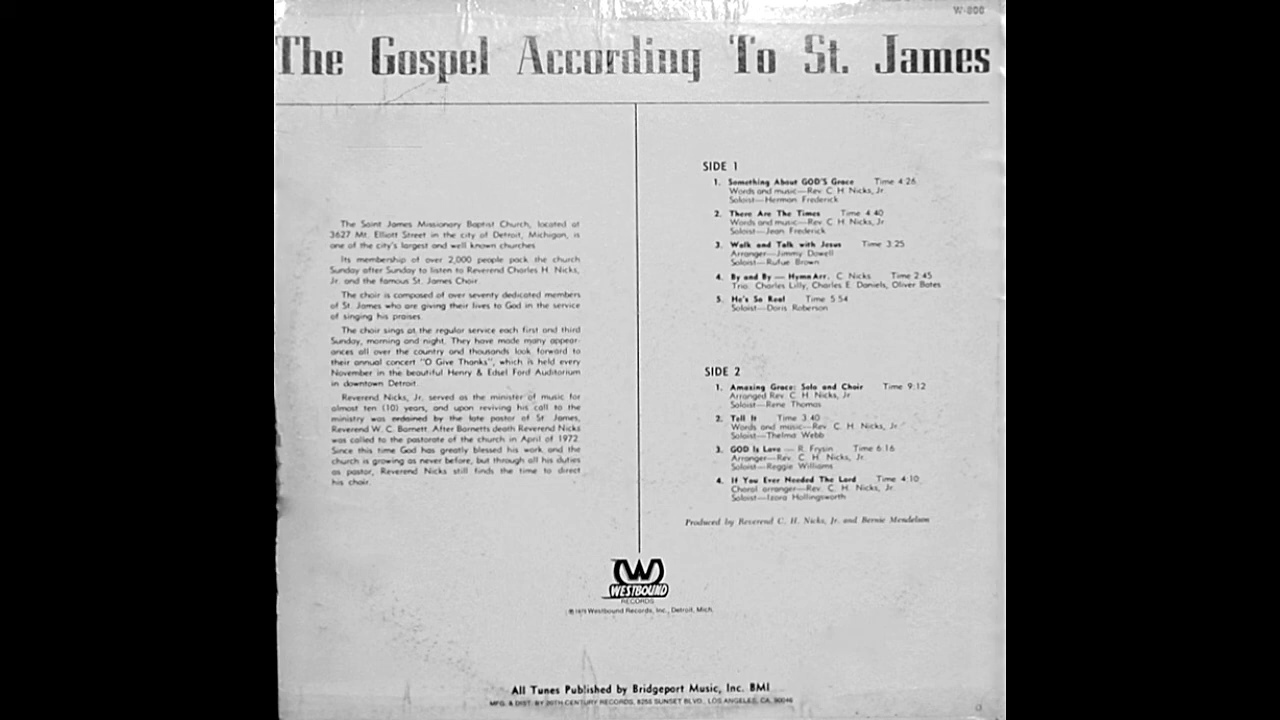 W-800
The Gospel According To St. James
The Saint James Missionary Baptist Church, located at
3627 Mt. Elliott Street in the city of Detroit, Michigan, is
one of the city's largest and well known churches.
Its membership of over 2,000 people pack the church
Sunday after Sunday to listen to Reverend Charles H. Nicks,
Jr. and the famous St. James Choir.
The choir is composed of over seventy dedicated members
of St. James who are giving their lives to God in the service
of singing his praises.
The choir sings at the regular service each first and third
Sunday, morning and night. They have made many appear-
ances all over the country and thousands look forward to
their annual concert "O Give Thanks", which is held every
November in the beautiful Henry & Edsel Ford Auditorium
in downtown Detroit.
Reverend Nicks, Jr. served as the minister of music for
almost ten (10) years, and upon reviving his call to the
ministry was ordained by the late pastor of St. James,
Reverend W. C. Barnett. After Barnetts death Reverend Nicks
was called to the pastorate of the church in April of 1972.
Since this time God has greatly blessed his work and the
church is growing as never before, but through all his duties
as pastor, Reverend Nicks still finds the time to direct
his choir.
SIDE 1
1. Something About GOD'S Grace Time 4:26
Words and music—Rev. C. H. Nicks, Jr.
Soloist—Herman Frederick
2. There Are The Times Time 4:40
Words and music—Rev. C. H. Nicks, Jr.
Soloist—Jean Frederick
3. Walk and Talk with Jesus Time 3:25
Arranger—Jimmy Dowell
Soloist—Rufue Brown
4. By and By — Hymn Arr. C. Nicks Time 2:45
Trio: Charles Lilly, Charles E. Daniels, Oliver Bates
5. He's So Real Time 5:54
Soloist—Doris Roberson
SIDE 2
1. Amazing Grace: Solo and Choir Time 9:12
Arranged Rev. C. H. Nicks, Jr.
Soloist—Rene Thomas
2. Tell It Time 3:40
Words and music—Rev. C. H. Nicks, Jr.
Soloist—Thelma Webb
3. GOD Is Love — R. Frysin Time 6:16
Arranger—Rev. C. H. Nicks, Jr.
Soloist—Reggie Williams
4. If You Ever Needed The Lord Time 4:10
Choral arranger—Rev. C. H. Nicks, Jr.
Soloist—Izora Hollingsworth
Produced by Reverend C. H. Nicks, Jr. and Bernie Mendelson
W
WESTBOUND
RECORDS
Westbound Records, Inc., Detroit, Mich.
All Tunes Published by Bridgeport Music, Inc. BMI
MFG. & DIST. BY 20TH CENTURY RECORDS, 8255 SUNSET BLVD., LOS ANGELES, CA. 90046